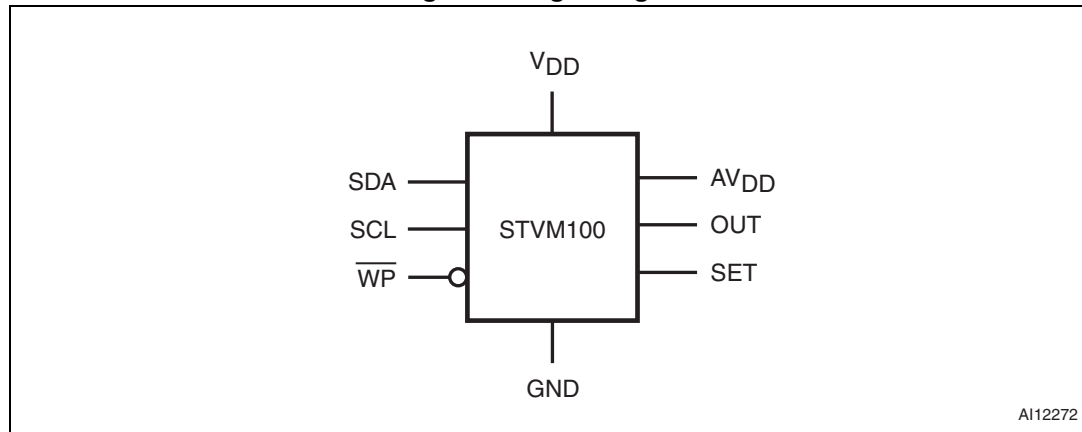 VDD
SDA
SCL
WP
STVM100
AVDD
OUT
SET
GND
AI12272